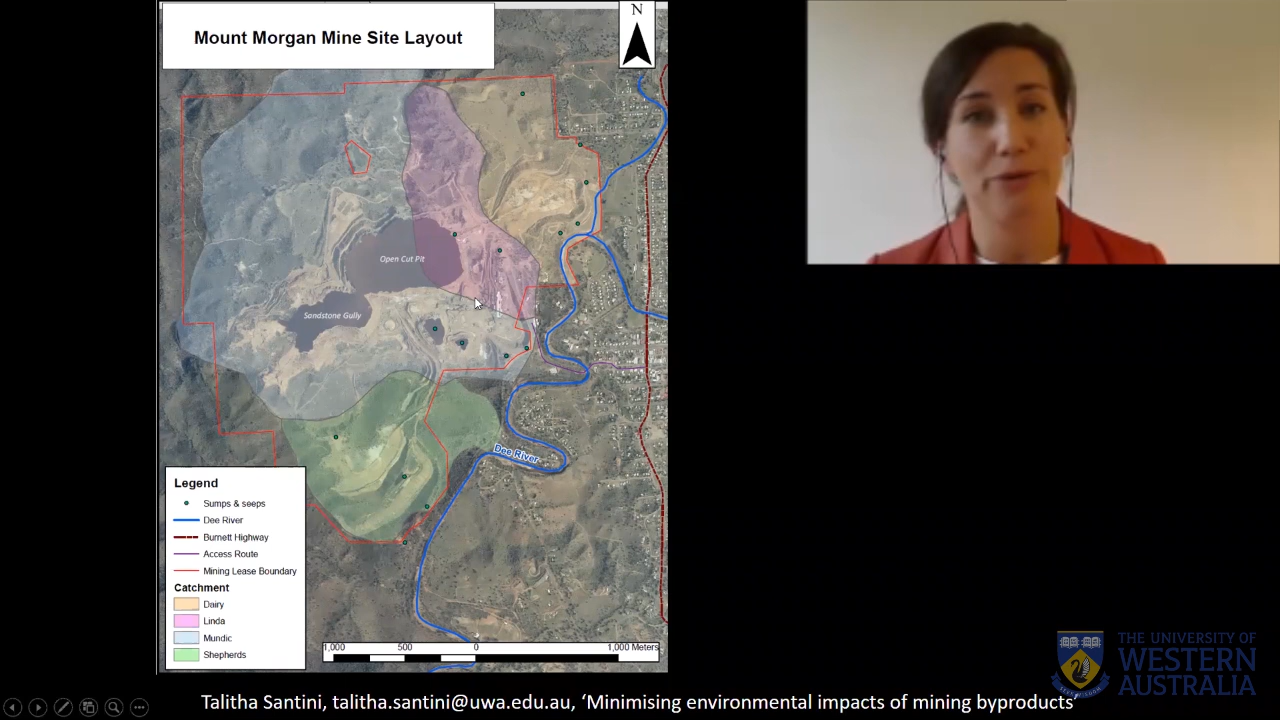 Mount Morgan Mine Site Layout
N
Open Cut Pit
Sandstone Gully
Dee River
Legend
Sumps & seeps
Dee River
Burnett Highway
Access Route
Mining Lease Boundary
Catchment
Dairy
Linda
Mundic
Shepherds
1,000 500 0 1,000 Meters
THE UNIVERSITY OF
WESTERN
AUSTRALIA
Talitha Santini, talitha.santini@uwa.edu.au, ‘Minimising environmental impacts of mining byproducts’